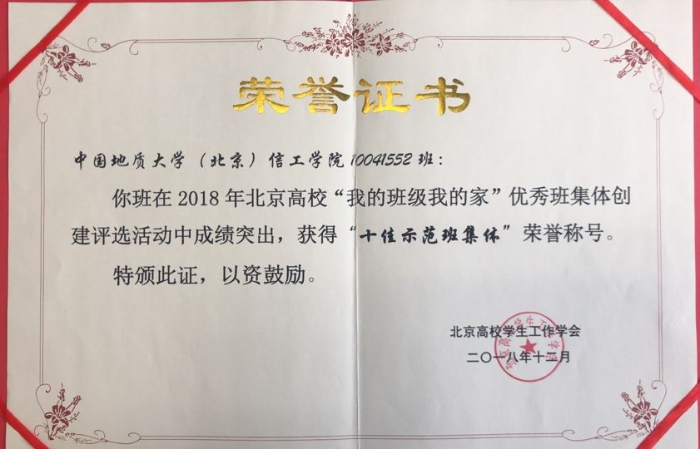 荣誉证书
中国地质大学（北京）信工学院10041552班：
你班在2018年北京高校“我的班级我的家”优秀班集体创
建评选活动中成绩突出，获得“十佳示范班集体”荣誉称号。
特颁此证，以资鼓励。
北京高校学生工作学会
二〇一八年十二月